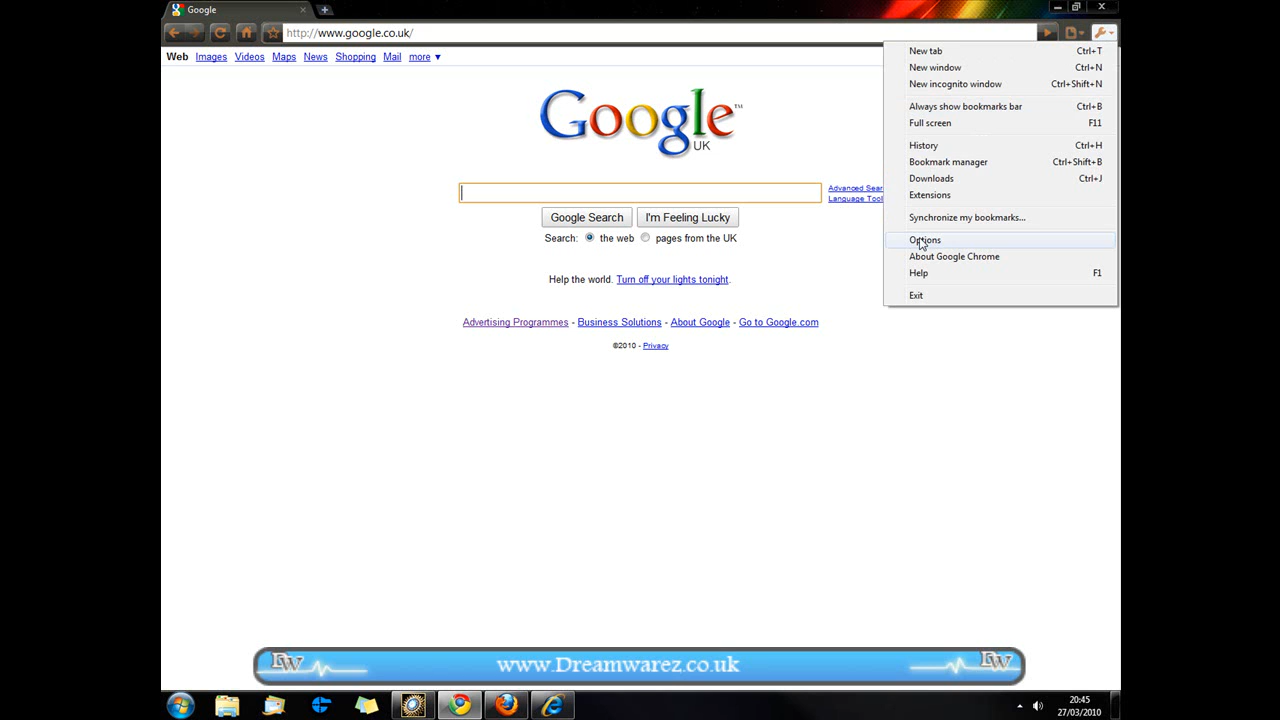 Google
http://www.google.co.uk/
Web Images Videos Maps News Shopping Mail more ▼
New tab Ctrl+T
New window Ctrl+N
New incognito window Ctrl+Shift+N
Always show bookmarks bar Ctrl+B
Full screen F11
History Ctrl+H
Bookmark manager Ctrl+Shift+B
Downloads Ctrl+J
Extensions
Synchronize my bookmarks...
Options
About Google Chrome
Help F1
Exit
Google™
UK
Advanced Sear
Language Tool
Google Search I'm Feeling Lucky
Search: the web pages from the UK
Help the world. Turn off your lights tonight.
Advertising Programmes - Business Solutions - About Google - Go to Google.com
©2010 - Privacy
DW www.Dreamwarez.co.uk DW
20:45
27/03/2010